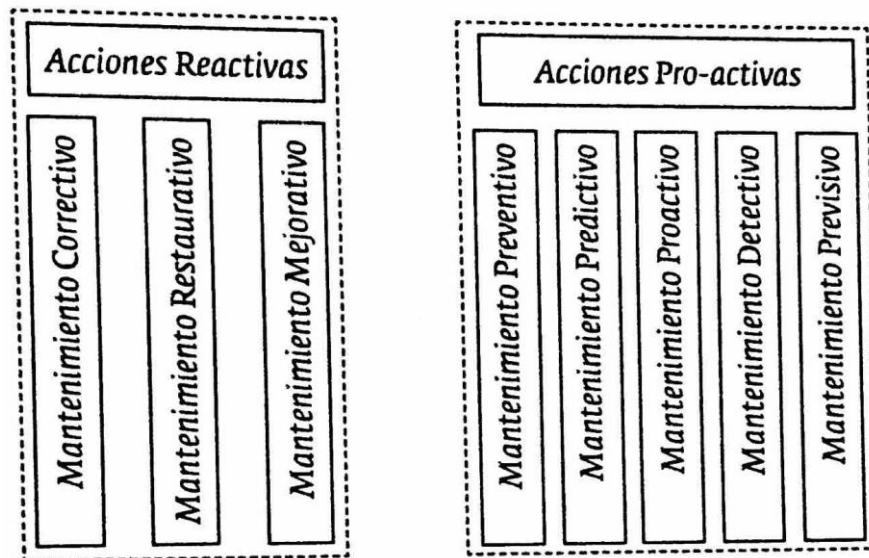 Acciones Reactivas
Mantenimiento Correctivo
Mantenimiento Restaurativo
Mantenimiento Mejorativo
Acciones Pro-activas
Mantenimiento Preventivo
Mantenimiento Predictivo
Mantenimiento Proactivo
Mantenimiento Detectivo
Mantenimiento Previsivo